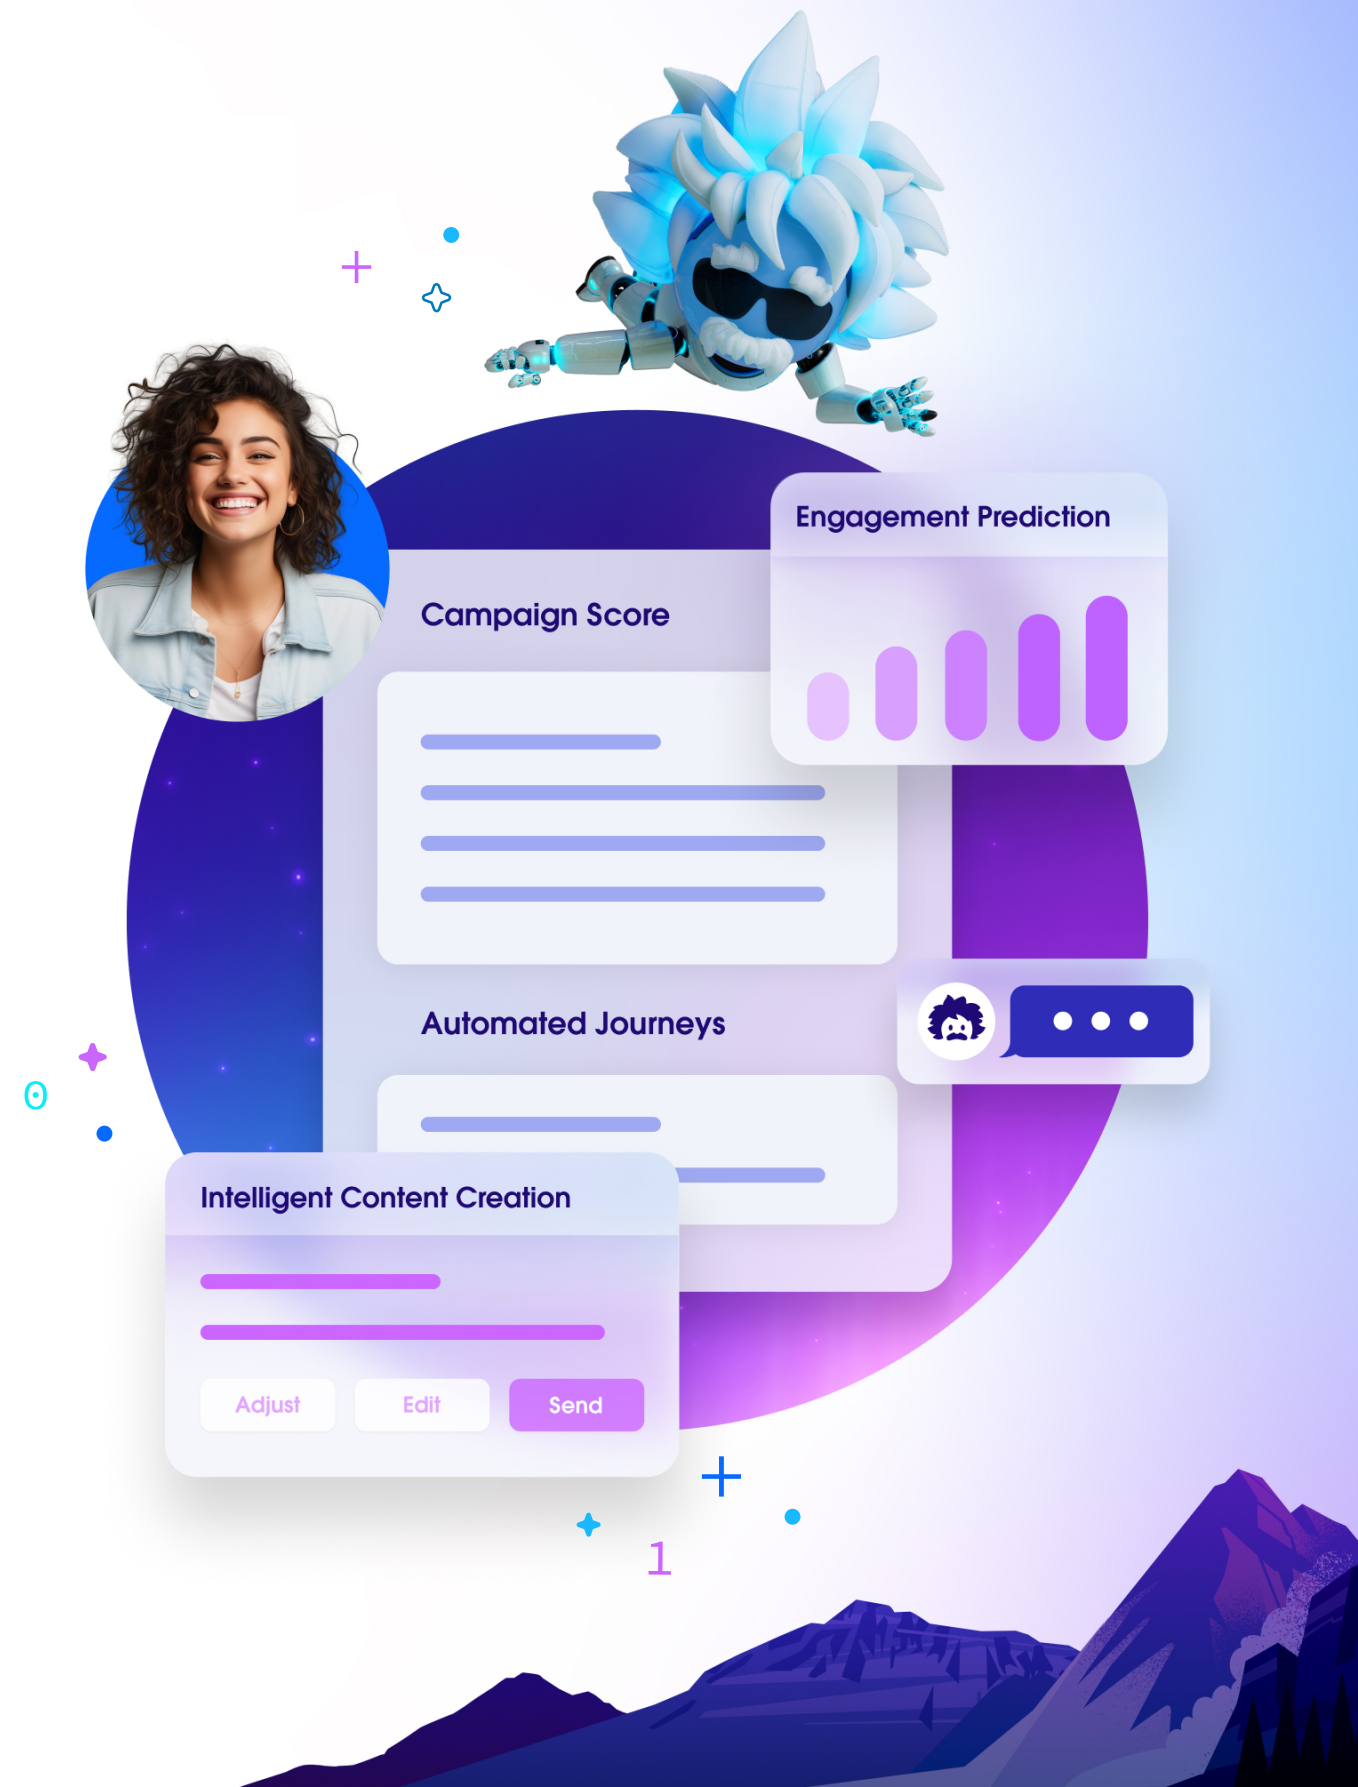 Engagement Prediction
Campaign Score
Automated Journeys
0
Intelligent Content Creation
Adjust Edit Send
1